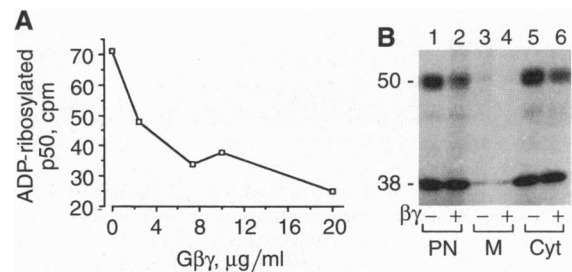 A
ADP-ribosylated
p50, cpm
70
60
50
40
30
20
0 4 8 12 16 20
Gβγ, μg/ml
B
1 2 3 4 5 6
50 -
38 -
βγ − + − + − +
PN M Cyt